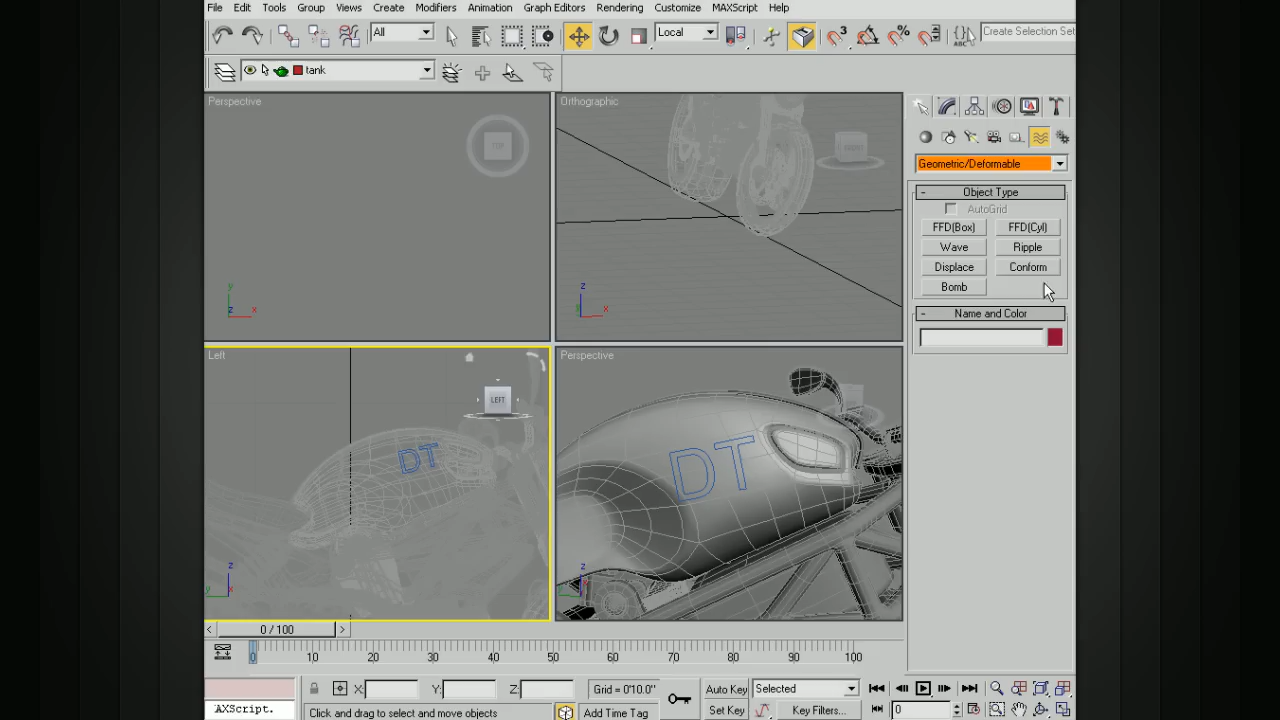 File Edit Tools Group Views Create Modifiers Animation Graph Editors Rendering Customize MAXScript Help
All Local 3 % ABC Create Selection Set
tank
Perspective
TOP
y
z x
Orthographic
z
x
Geometric/Deformable
- Object Type
AutoGrid
FFD(Box) FFD(Cyl)
Wave Ripple
Displace Conform
Bomb
- Name and Color
Left
LEFT
DT
z
y x
Perspective
DT
z
y
< 0 / 100 >
0 10 20 30 40 50 60 70 80 90 100
X: Y: Z: Grid = 0'10.0" Auto Key Selected
AXScript. Click and drag to select and move objects Add Time Tag Set Key Key Filters... 0